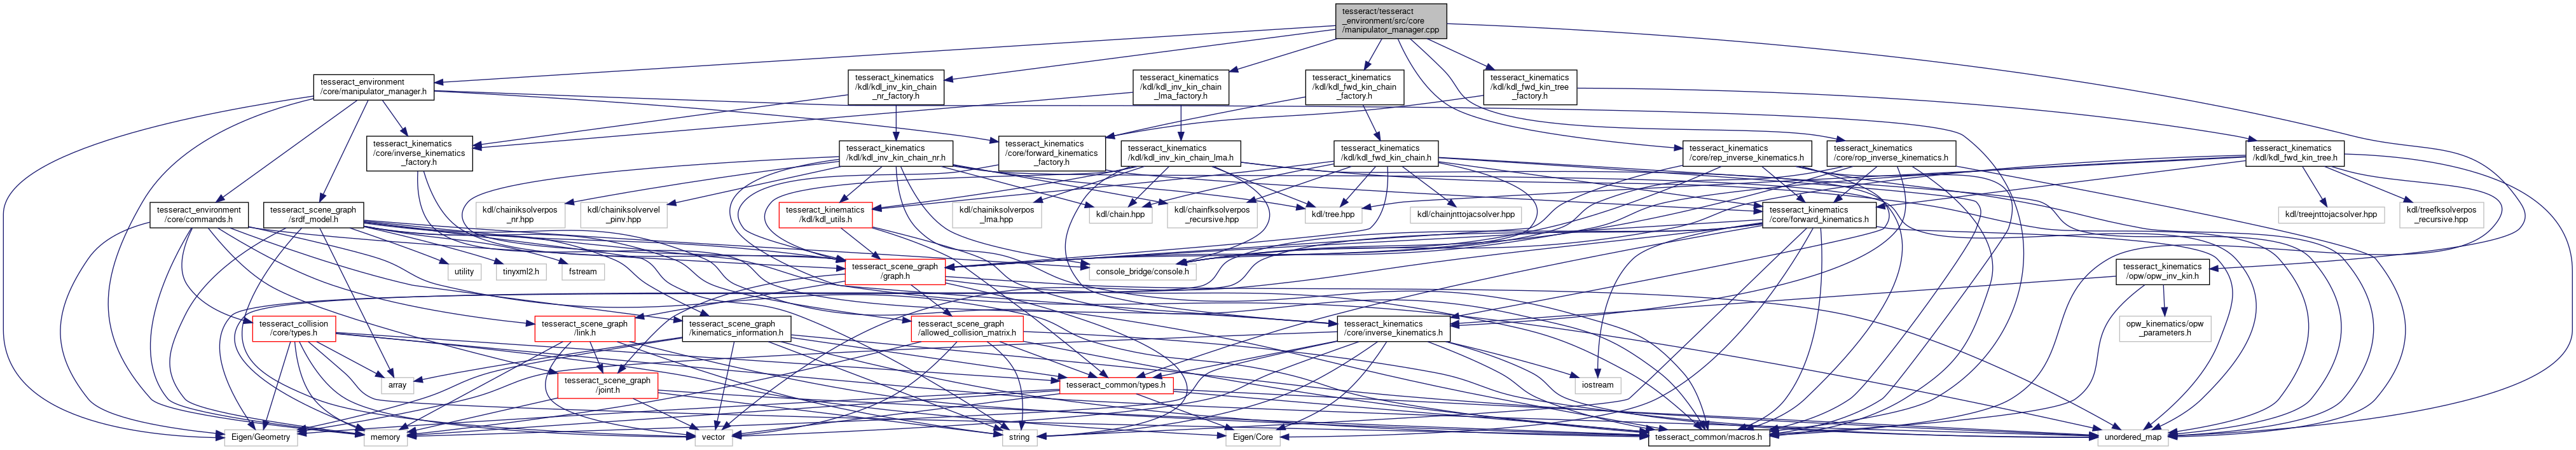 tesseract/tesseract
_environment/src/core
/manipulator_manager.cpp
tesseract_environment
/core/manipulator_manager.h
tesseract_kinematics
/kdl/kdl_inv_kin_chain
_nr_factory.h
tesseract_kinematics
/kdl/kdl_inv_kin_chain
_lma_factory.h
tesseract_kinematics
/kdl/kdl_fwd_kin_chain
_factory.h
tesseract_kinematics
/kdl/kdl_fwd_kin_tree
_factory.h
tesseract_kinematics
/core/inverse_kinematics
_factory.h
tesseract_kinematics
/kdl/kdl_inv_kin_chain_nr.h
tesseract_kinematics
/core/forward_kinematics
_factory.h
tesseract_kinematics
/kdl/kdl_inv_kin_chain_lma.h
tesseract_kinematics
/kdl/kdl_fwd_kin_chain.h
tesseract_kinematics
/core/rep_inverse_kinematics.h
tesseract_kinematics
/core/rop_inverse_kinematics.h
tesseract_kinematics
/kdl/kdl_fwd_kin_tree.h
tesseract_environment
/core/commands.h
tesseract_scene_graph
/srdf_model.h
kdl/chainiksolverpos
_nr.hpp
kdl/chainiksolvervel
_pinv.hpp
tesseract_kinematics
/kdl/kdl_utils.h
kdl/chainiksolverpos
_lma.hpp
kdl/chain.hpp
kdl/chainfksolverpos
_recursive.hpp
kdl/tree.hpp
kdl/chainjnttojacsolver.hpp
tesseract_kinematics
/core/forward_kinematics.h
kdl/treejnttojacsolver.hpp
kdl/treefksolverpos
_recursive.hpp
utility
tinyxml2.h
fstream
tesseract_scene_graph
/graph.h
console_bridge/console.h
tesseract_kinematics
/opw/opw_inv_kin.h
tesseract_collision
/core/types.h
tesseract_scene_graph
/link.h
tesseract_scene_graph
/kinematics_information.h
tesseract_scene_graph
/allowed_collision_matrix.h
tesseract_kinematics
/core/inverse_kinematics.h
opw_kinematics/opw
_parameters.h
array
tesseract_scene_graph
/joint.h
tesseract_common/types.h
iostream
Eigen/Geometry
memory
vector
string
Eigen/Core
tesseract_common/macros.h
unordered_map